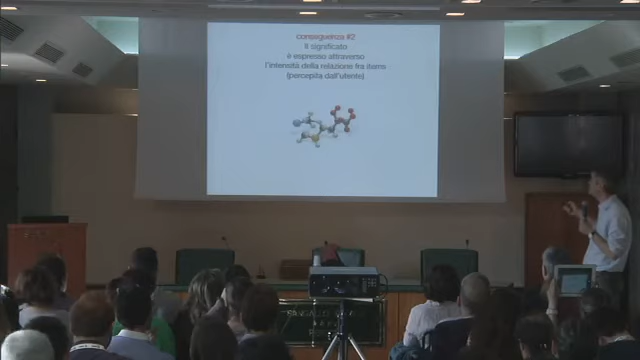 conseguenza #2
Il significato
è espresso attraverso
l'intensità della relazione fra items
(percepita dall'utente)